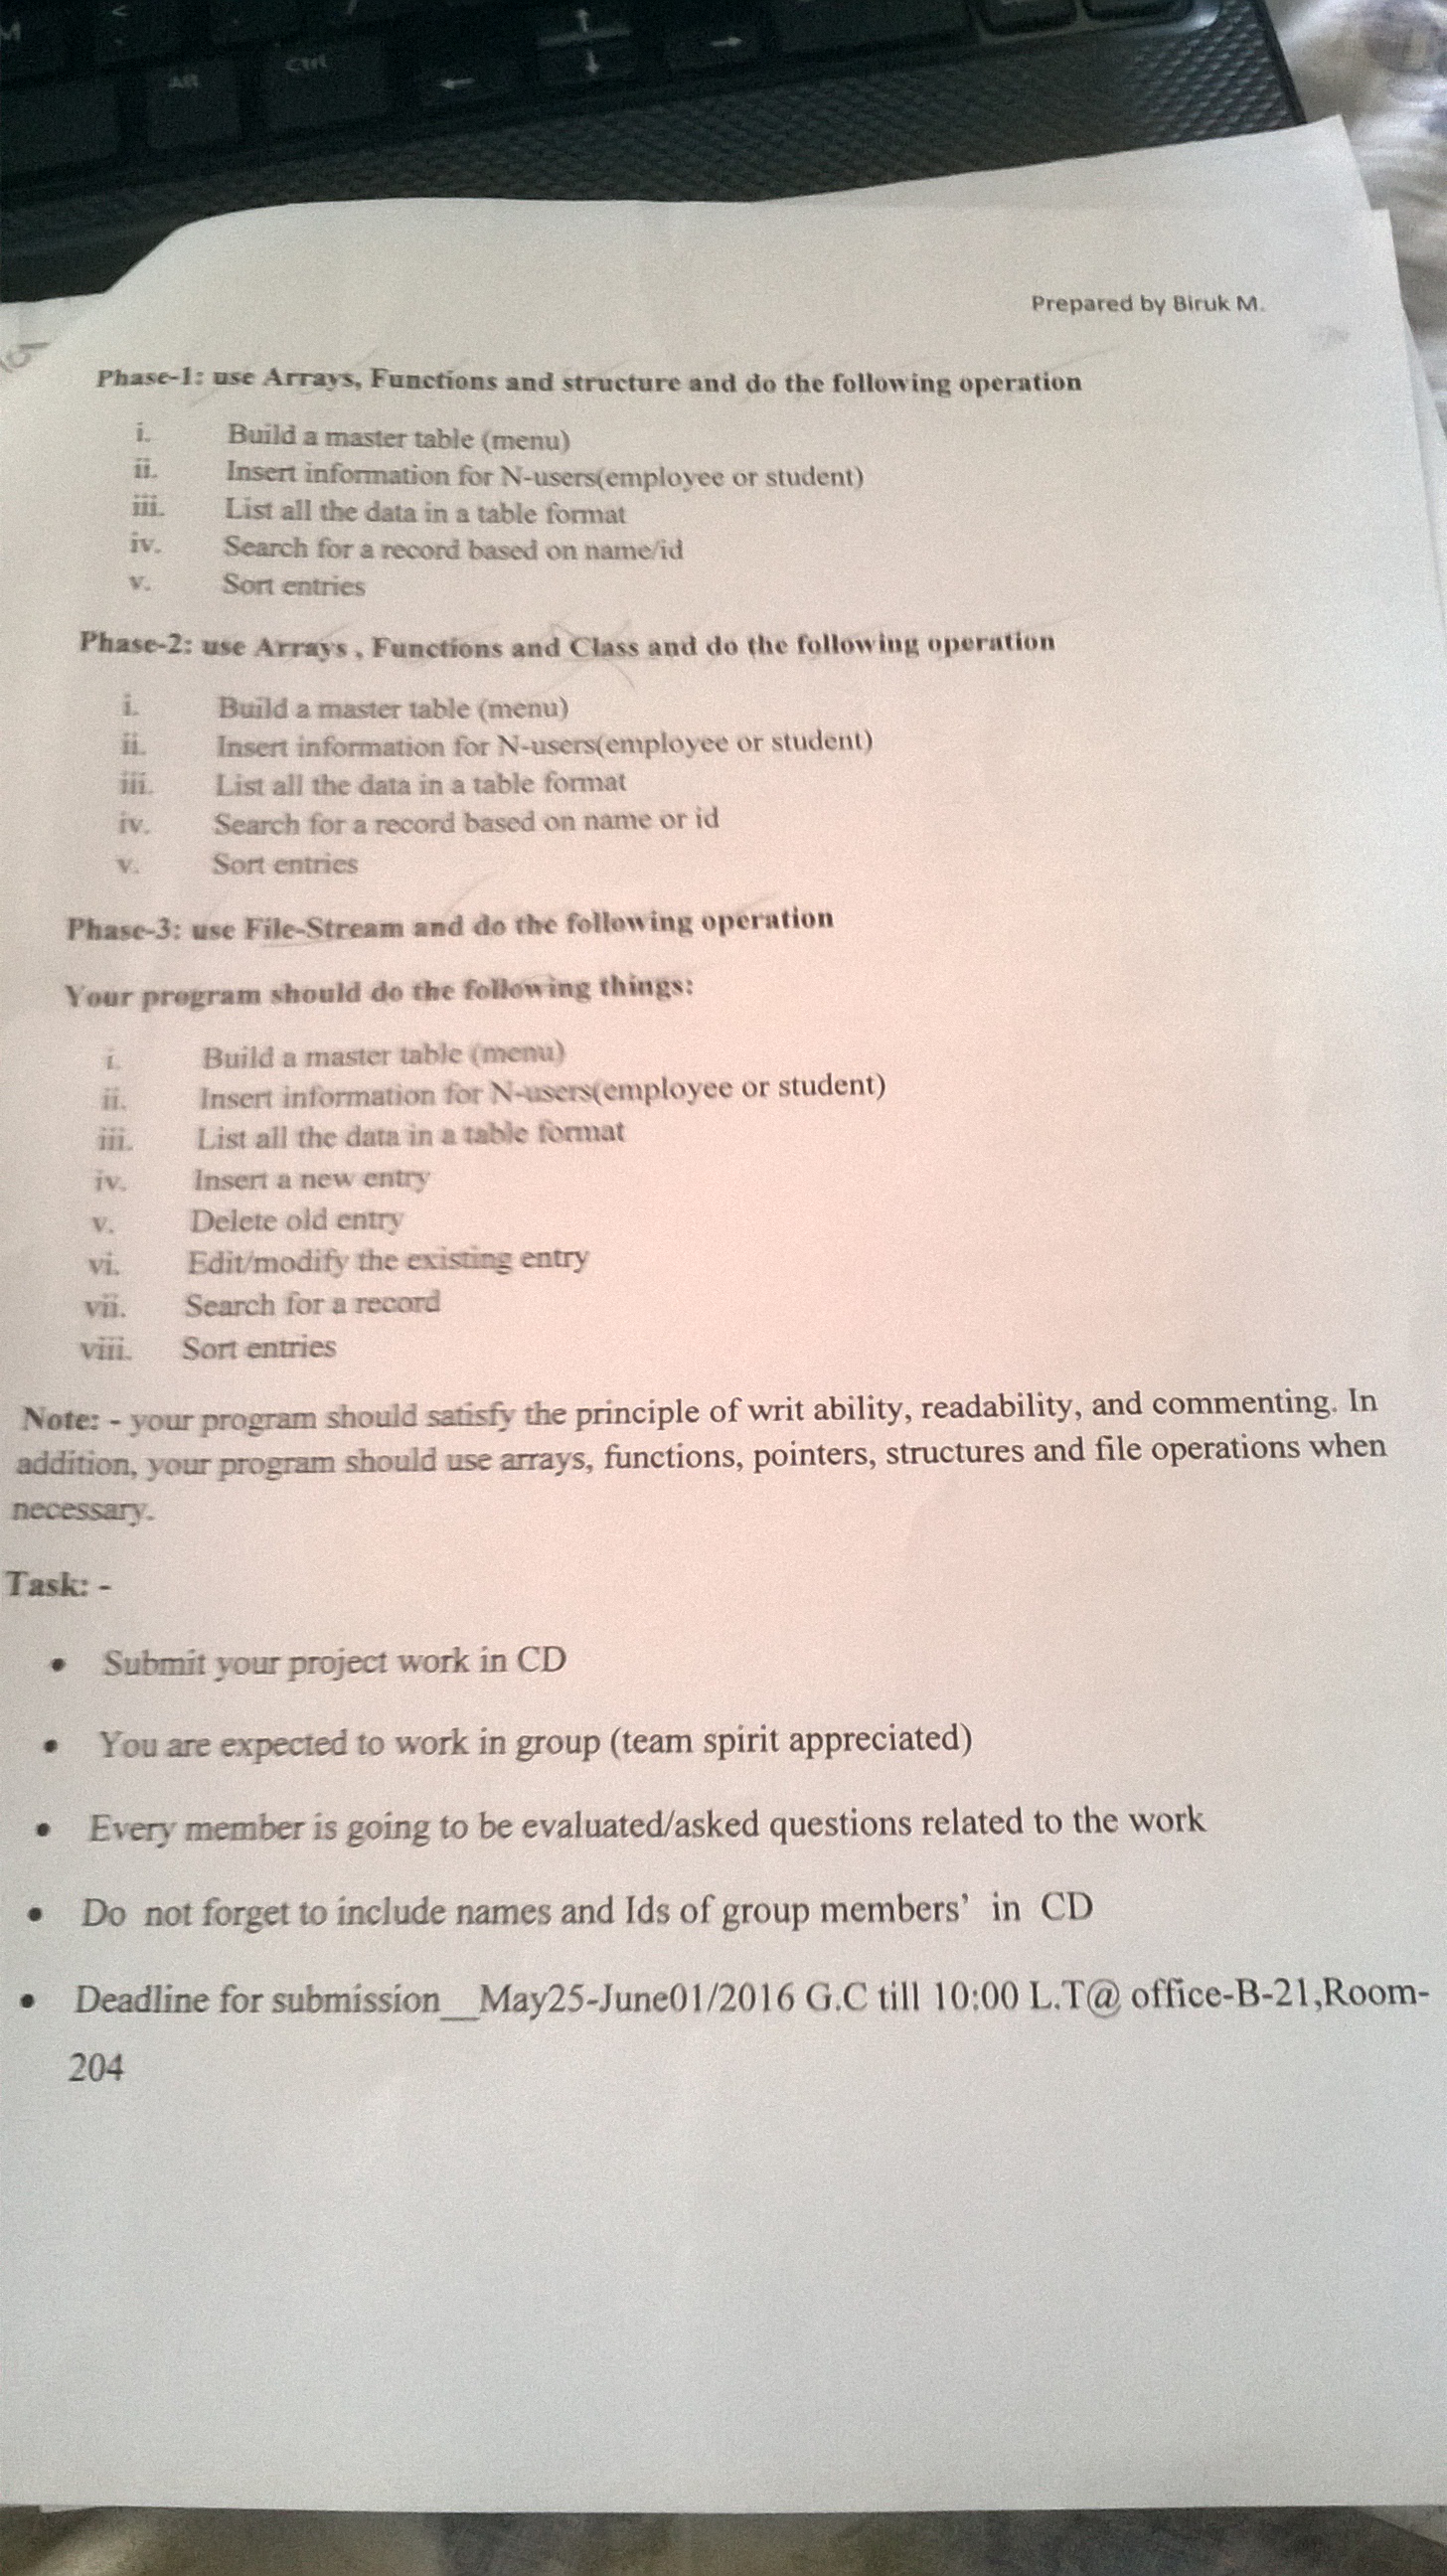 M
<
Alt
Ctrl
↑
←
↓
→
Prepared by Biruk M.
Phase-1: use Arrays, Functions and structure and do the following operation
i. Build a master table (menu)
ii. Insert information for N-users(employee or student)
iii. List all the data in a table format
iv. Search for a record based on name/id
v. Sort entries
Phase-2: use Arrays , Functions and Class and do the following operation
i. Build a master table (menu)
ii. Insert information for N-users(employee or student)
iii. List all the data in a table format
iv. Search for a record based on name or id
v. Sort entries
Phase-3: use File-Stream and do the following operation
Your program should do the following things:
i. Build a master table (menu)
ii. Insert information for N-users(employee or student)
iii. List all the data in a table format
iv. Insert a new entry
v. Delete old entry
vi. Edit/modify the existing entry
vii. Search for a record
viii. Sort entries
Note: - your program should satisfy the principle of writ ability, readability, and commenting. In
addition, your program should use arrays, functions, pointers, structures and file operations when
necessary.
Task: -
• Submit your project work in CD
• You are expected to work in group (team spirit appreciated)
• Every member is going to be evaluated/asked questions related to the work
• Do not forget to include names and Ids of group members’ in CD
• Deadline for submission__May25-June01/2016 G.C till 10:00 L.T@ office-B-21,Room-
204